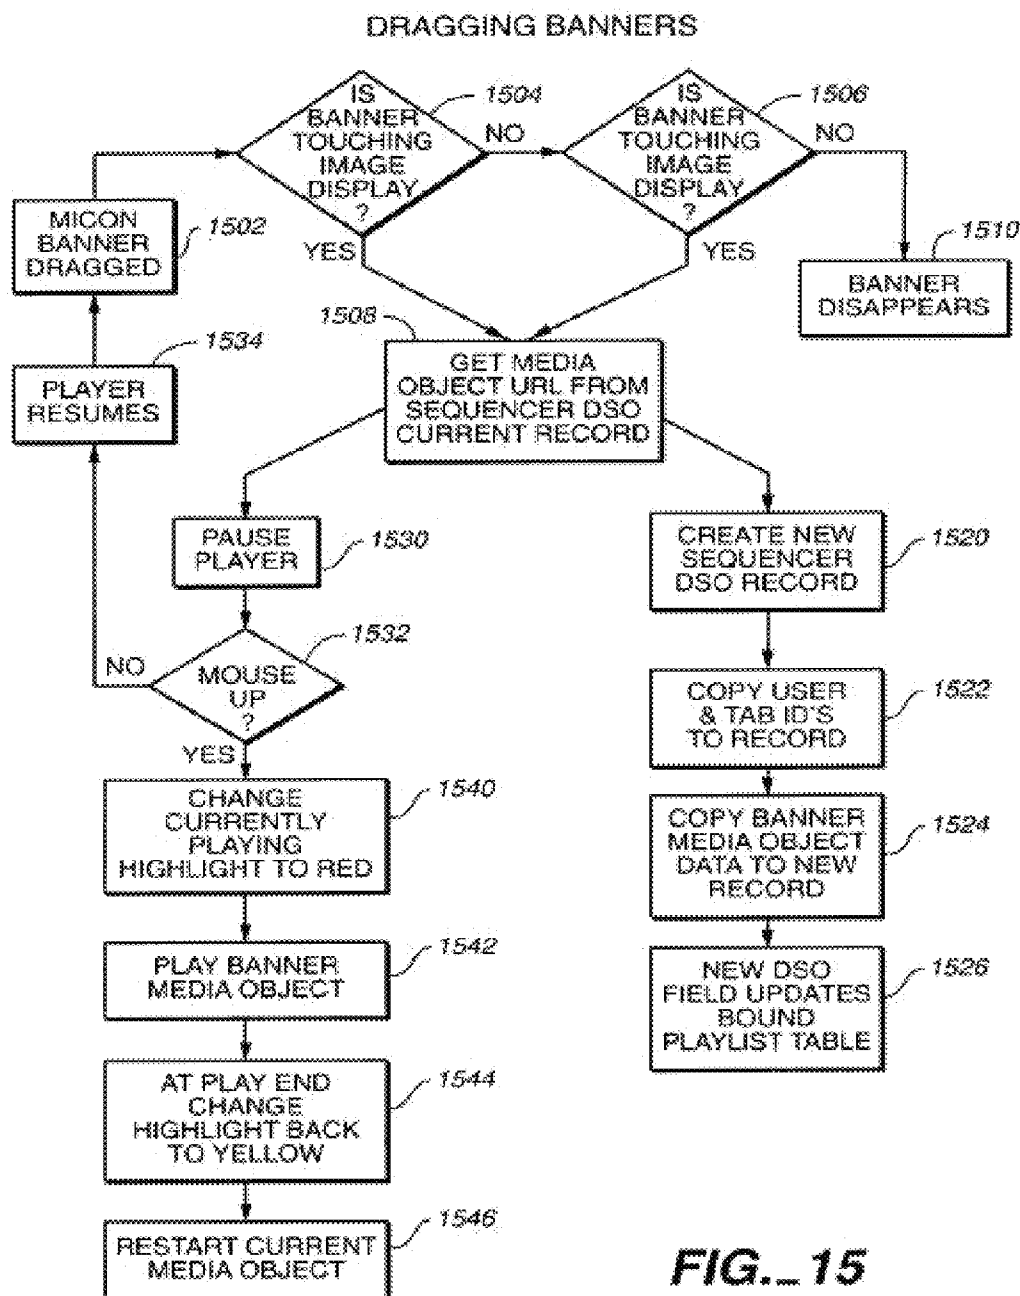 DRAGGING BANNERS
IS
BANNER
TOUCHING
IMAGE
DISPLAY
?
1504
NO
YES
IS
BANNER
TOUCHING
IMAGE
DISPLAY
?
1506
NO
YES
MICON
BANNER
DRAGGED
1502
BANNER
DISAPPEARS
1510
1508
GET MEDIA
OBJECT URL FROM
SEQUENCER DSO
CURRENT RECORD
PLAYER
RESUMES
1534
PAUSE
PLAYER
1530
MOUSE
UP
?
1532
NO
YES
CHANGE
CURRENTLY
PLAYING
HIGHLIGHT TO RED
1540
PLAY BANNER
MEDIA OBJECT
1542
AT PLAY END
CHANGE
HIGHLIGHT BACK
TO YELLOW
1544
RESTART CURRENT
MEDIA OBJECT
1546
CREATE NEW
SEQUENCER
DSO RECORD
1520
COPY USER
& TAB ID'S
TO RECORD
1522
COPY BANNER
MEDIA OBJECT
DATA TO NEW
RECORD
1524
NEW DSO
FIELD UPDATES
BOUND
PLAYLIST TABLE
1526
FIG._ 15